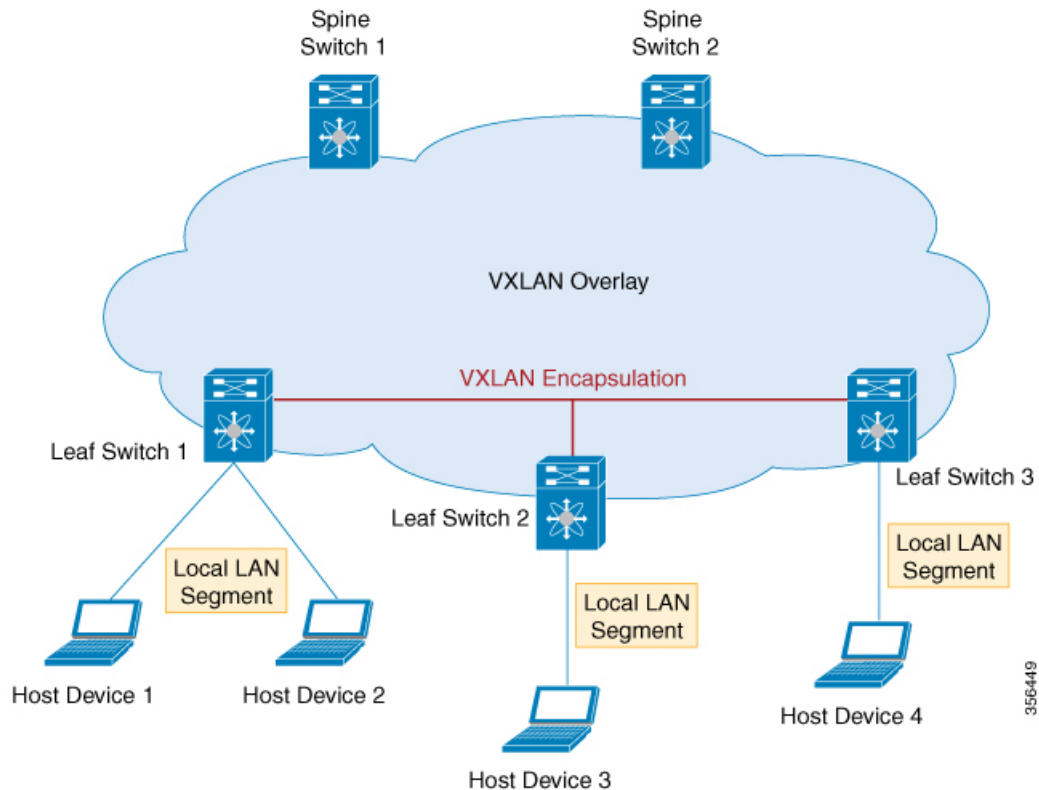 Spine
Switch 1
Spine
Switch 2
VXLAN Overlay
VXLAN Encapsulation
Leaf Switch 1
Leaf Switch 2
Leaf Switch 3
Local LAN
Segment
Local LAN
Segment
Local LAN
Segment
Host Device 1
Host Device 2
Host Device 3
Host Device 4
356449